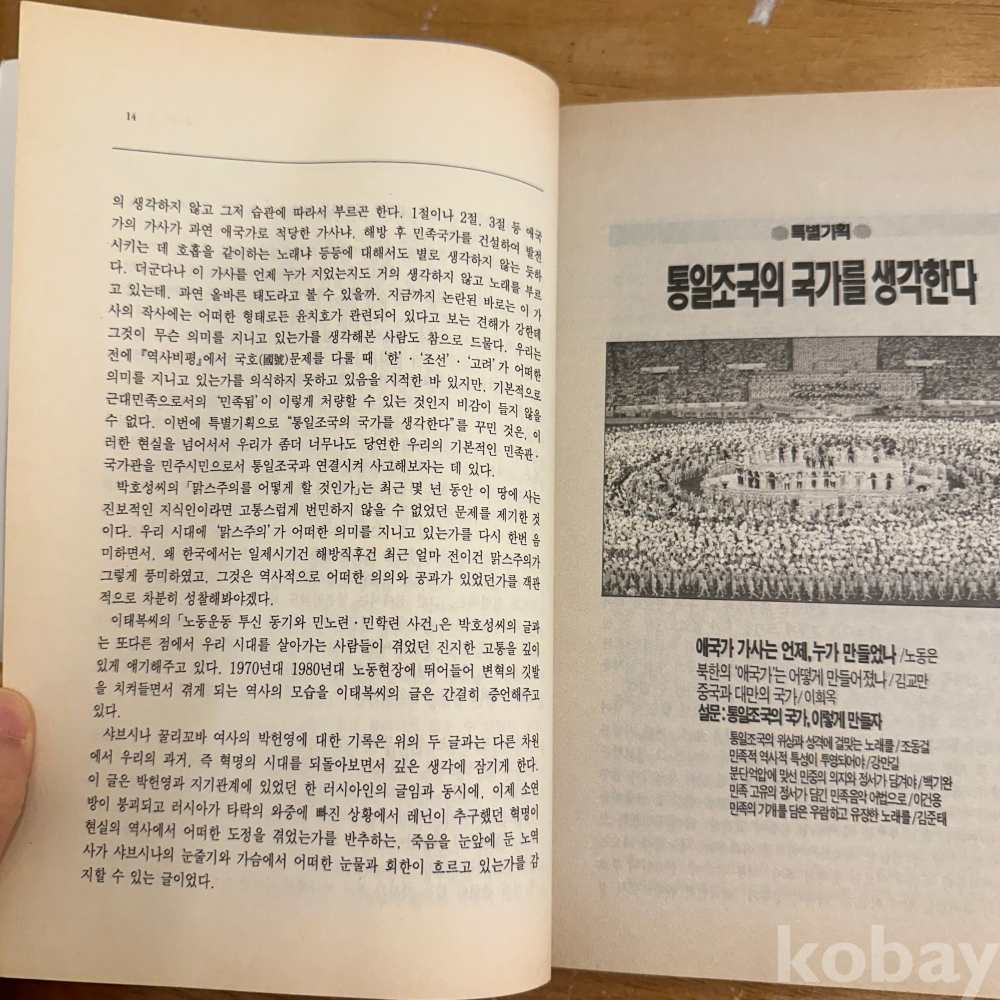 14
의 생각하지 않고 그저 습관에 따라서 부르곤 한다. 1절이나 2절, 3절 등 애국
가의 가사가 과연 애국가로 적당한 가사냐, 해방 후 민족국가를 건설하여 발전
시키는 데 호흡을 같이하는 노래냐 등등에 대해서도 별로 생각하지 않는 듯하
다. 더군다나 이 가사를 언제 누가 지었는지도 거의 생각하지 않고 노래를 부르
고 있는데, 과연 올바른 태도라고 볼 수 있을까. 지금까지 논란된 바로는 이 가
사의 작사에는 어떠한 형태로든 윤치호가 관련되어 있다고 보는 견해가 강한데
그것이 무슨 의미를 지니고 있는가를 생각해본 사람도 참으로 드물다. 우리는
전에 『역사비평』에서 국호(國號)문제를 다룰 때 ‘한’·‘조선’·‘고려’가 어떠한
의미를 지니고 있는가를 의식하지 못하고 있음을 지적한 바 있지만, 기본적으로
근대민족으로서의 ‘민족됨’이 이렇게 처량할 수 있는 것인지 비감이 들지 않을
수 없다. 이번에 특별기획으로 “통일조국의 국가를 생각한다”를 꾸민 것은, 이
러한 현실을 넘어서서 우리가 좀더 너무나도 당연한 우리의 기본적인 민족관·
국가관을 민주시민으로서 통일조국과 연결시켜 사고해보자는 데 있다.
박호성씨의 「맑스주의를 어떻게 할 것인가」는 최근 몇 년 동안 이 땅에 사는
진보적인 지식인이라면 고통스럽게 번민하지 않을 수 없었던 문제를 제기한 것
이다. 우리 시대에 ‘맑스주의’가 어떠한 의미를 지니고 있는가를 다시 한번 음
미하면서, 왜 한국에서는 일제시기건 해방직후건 최근 얼마 전이건 맑스주의가
그렇게 풍미하였고, 그것은 역사적으로 어떠한 의의와 공과가 있었던가를 객관
적으로 차분히 성찰해봐야겠다.
이태복씨의 「노동운동 투신 동기와 민노련·민학련 사건」은 박호성씨의 글과
는 또다른 점에서 우리 시대를 살아가는 사람들이 겪었던 진지한 고통을 깊이
있게 얘기해주고 있다. 1970년대 1980년대 노동현장에 뛰어들어 변혁의 깃발
을 치켜들면서 겪게 되는 역사의 모습을 이태복씨의 글은 간결히 증언해주고
있다.
샤브시나 꿀리꼬바 여사의 박헌영에 대한 기록은 위의 두 글과는 다른 차원
에서 우리의 과거, 즉 혁명의 시대를 되돌아보면서 깊은 생각에 잠기게 한다.
이 글은 박헌영과 지기관계에 있었던 한 러시아인의 글임과 동시에, 이제 소연
방이 붕괴되고 러시아가 타락의 와중에 빠진 상황에서 레닌이 추구했던 혁명이
현실의 역사에서 어떠한 도정을 겪었는가를 반추하는, 죽음을 눈앞에 둔 노역
사가 샤브시나의 눈줄기와 가슴에서 어떠한 눈물과 회한이 흐르고 있는가를 감
지할 수 있는 글이었다.
특별기획
통일조국의 국가를 생각한다
애국가 가사는 언제, 누가 만들었나/노동은
북한의 ‘애국가’는 어떻게 만들어졌나/김교만
중국과 대만의 국가/이희옥
설문:통일조국의 국가, 이렇게 만들자
통일조국의 위상과 성격에 걸맞는 노래를/조동걸
민족적 역사적 특성이 투영되어야/강만길
분단억압에 맞선 민중의 의지와 정서가 담겨야/백기완
민족 고유의 정서가 담긴 민족음악 어법으로/이건용
민족의 기개를 담은 우람하고 유장한 노래를/김준태
kobay